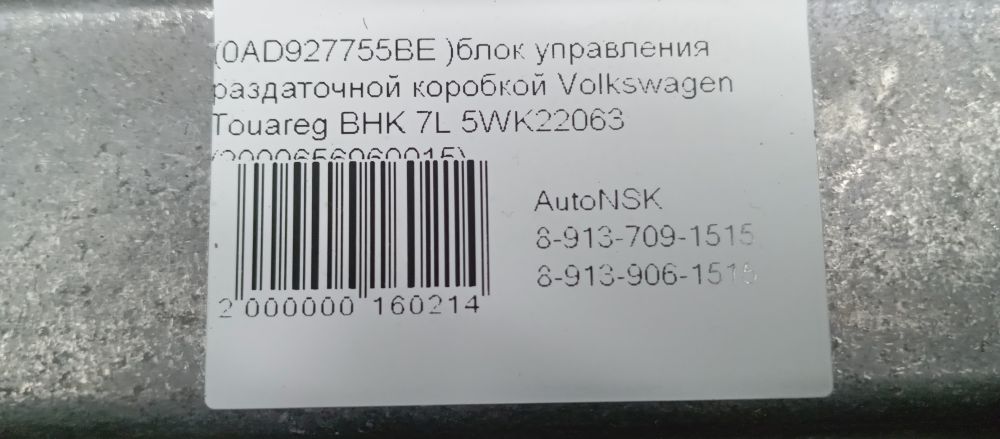 (0AD927755BE )блок управления
раздаточной коробкой Volkswagen
Touareg BHK 7L 5WK22063
2 000000 160214
AutoNSK
8-913-709-1515
8-913-906-1515